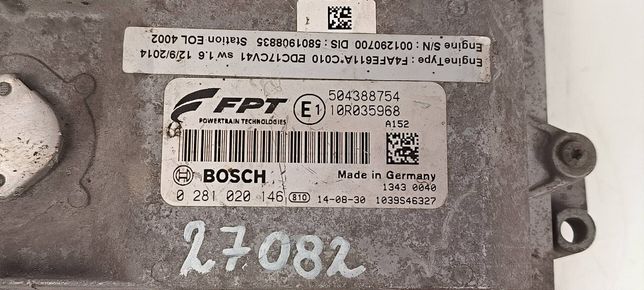 EngineType : F4AFE611A/C010 EDC17CV41 sw 1.6 12/9/2014
Engine S/N : 001290700 DIS : 5801908835 Station EOL 4002
FPT
POWERTRAIN TECHNOLOGIES
E1
504388754
10R035968
A152
BOSCH
Made in Germany
1343 0040
0 281 020 146 810 14-08-30 1039S46327
27082